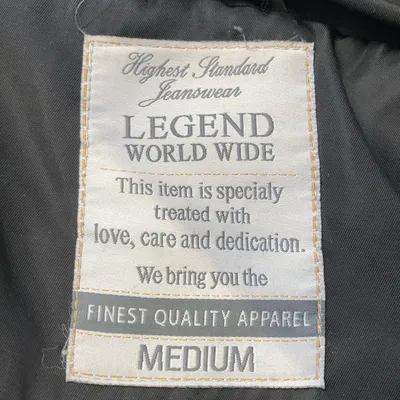 Highest Standard
Jeanswear
LEGEND
WORLD WIDE
This item is specialy
treated with
love, care and dedication.
We bring you the
FINEST QUALITY APPAREL
MEDIUM